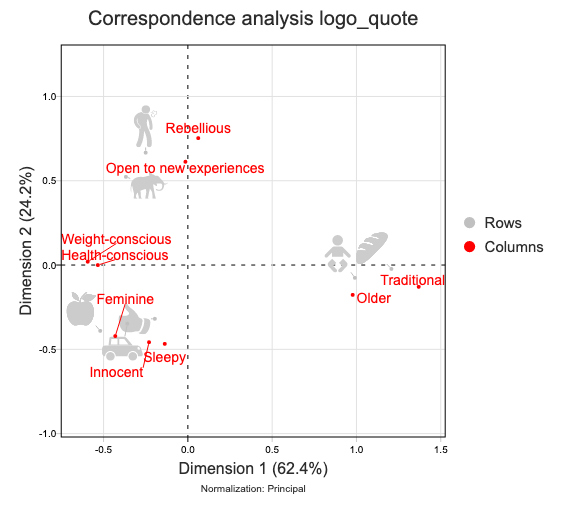 Correspondence analysis logo_quote
Dimension 2 (24.2%)
1.0
0.5
0.0
-0.5
-1.0
Rebellious
Open to new experiences
Weight-conscious
Health-conscious
Traditional
Older
Feminine
Sleepy
Innocent
Rows
Columns
-0.5
0.0
0.5
1.0
1.5
Dimension 1 (62.4%)
Normalization: Principal